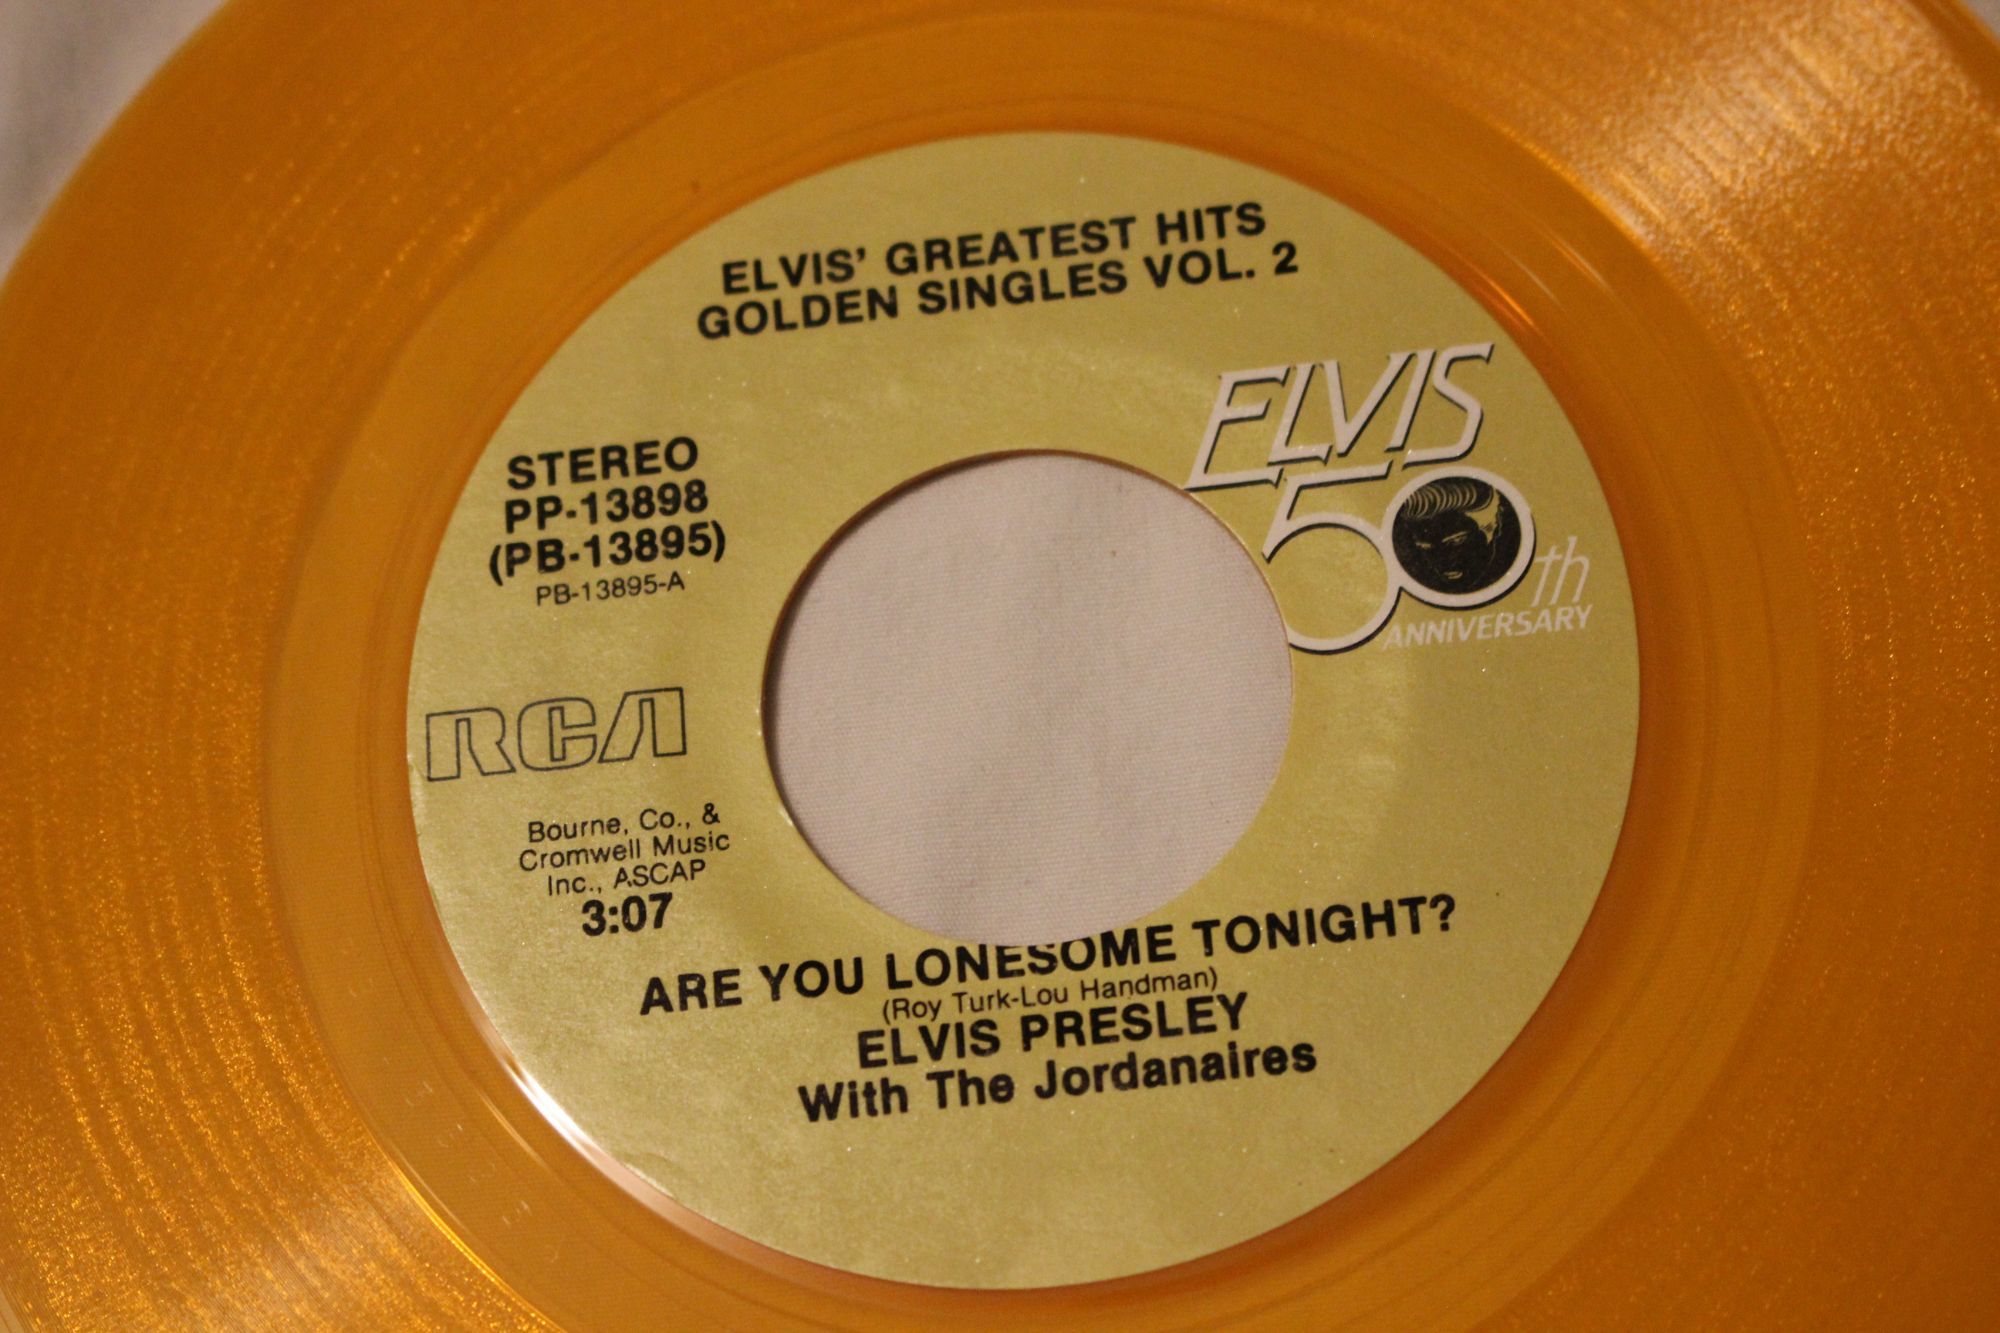 ELVIS' GREATEST HITS
GOLDEN SINGLES VOL. 2
ELVIS
50th
ANNIVERSARY
STEREO
PP-13898
(PB-13895)
PB-13895-A
RCA
Bourne, Co., &
Cromwell Music
Inc., ASCAP
3:07
ARE YOU LONESOME TONIGHT?
(Roy Turk-Lou Handman)
ELVIS PRESLEY
With The Jordanaires